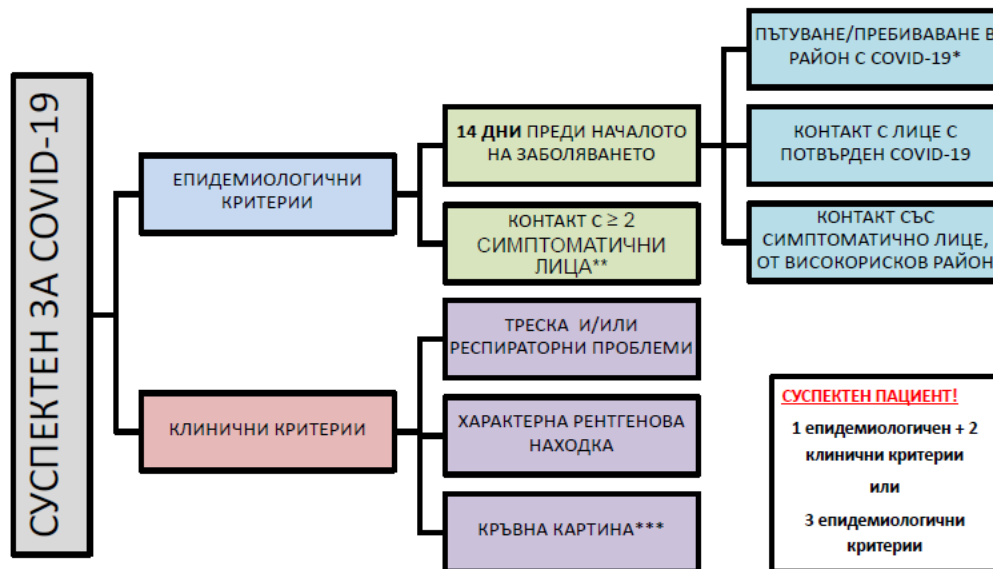 СУСПЕКТЕН ЗА COVID-19
ЕПИДЕМИОЛОГИЧНИ
КРИТЕРИИ
14 ДНИ ПРЕДИ НАЧАЛОТО
НА ЗАБОЛЯВАНЕТО
ПЪТУВАНЕ/ПРЕБИВАВАНЕ В
РАЙОН С COVID-19*
КОНТАКТ С ЛИЦЕ С
ПОТВЪРДЕН COVID-19
КОНТАКТ СЪС
СИМПТОМАТИЧНО ЛИЦЕ,
ОТ ВИСОКОРИСКОВ РАЙОН
КОНТАКТ С ≥ 2
СИМПТОМАТИЧНИ
ЛИЦА**
КЛИНИЧНИ КРИТЕРИИ
ТРЕСКА И/ИЛИ
РЕСПИРАТОРНИ ПРОБЛЕМИ
ХАРАКТЕРНА РЕНТГЕНОВА
НАХОДКА
КРЪВНА КАРТИНА***
СУСПЕКТЕН ПАЦИЕНТ!
1 епидемиологичен + 2
клинични критерии
или
3 епидемиологични
критерии